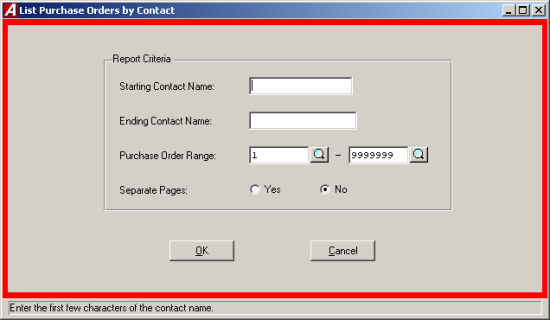 List Purchase Orders by Contact
Report Criteria
Starting Contact Name:
Ending Contact Name:
Purchase Order Range: 1 – 9999999
Separate Pages: Yes No
OK Cancel
Enter the first few characters of the contact name.